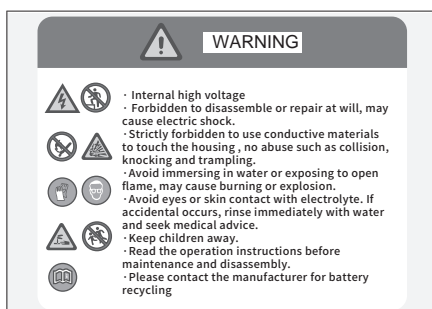 WARNING
· Internal high voltage
· Forbidden to disassemble or repair at will, may
cause electric shock.
·Strictly forbidden to use conductive materials
to touch the housing , no abuse such as collision,
knocking and trampling.
·Avoid immersing in water or exposing to open
flame, may cause burning or explosion.
·Avoid eyes or skin contact with electrolyte. If
accidental occurs, rinse immediately with water
and seek medical advice.
·Keep children away.
·Read the operation instructions before
maintenance and disassembly.
·Please contact the manufacturer for battery
recycling